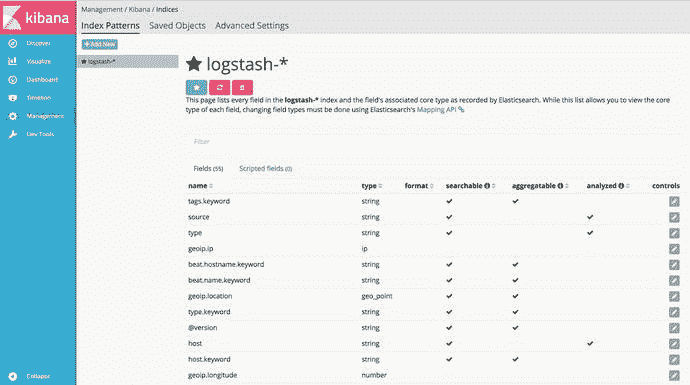 kibana
Discover
Visualize
Dashboard
Timelion
Management
Dev Tools
Collapse
Management / Kibana / Indices
Index Patterns Saved Objects Advanced Settings
+ Add New
★ logstash-*
★ logstash-*
This page lists every field in the logstash-* index and the field's associated core type as recorded by Elasticsearch. While this list allows you to view the core
type of each field, changing field types must be done using Elasticsearch's Mapping API
Filter
Fields (55) Scripted fields (0)
name type format searchable aggregatable analyzed controls
tags.keyword string ✔ ✔
source string ✔ ✔
type string ✔ ✔
geoip.ip ip
beat.hostname.keyword string ✔ ✔
beat.name.keyword string ✔ ✔
geoip.location geo_point ✔ ✔
type.keyword string ✔ ✔
@version string ✔ ✔
host string ✔ ✔
host.keyword string ✔ ✔
geoip.longitude number